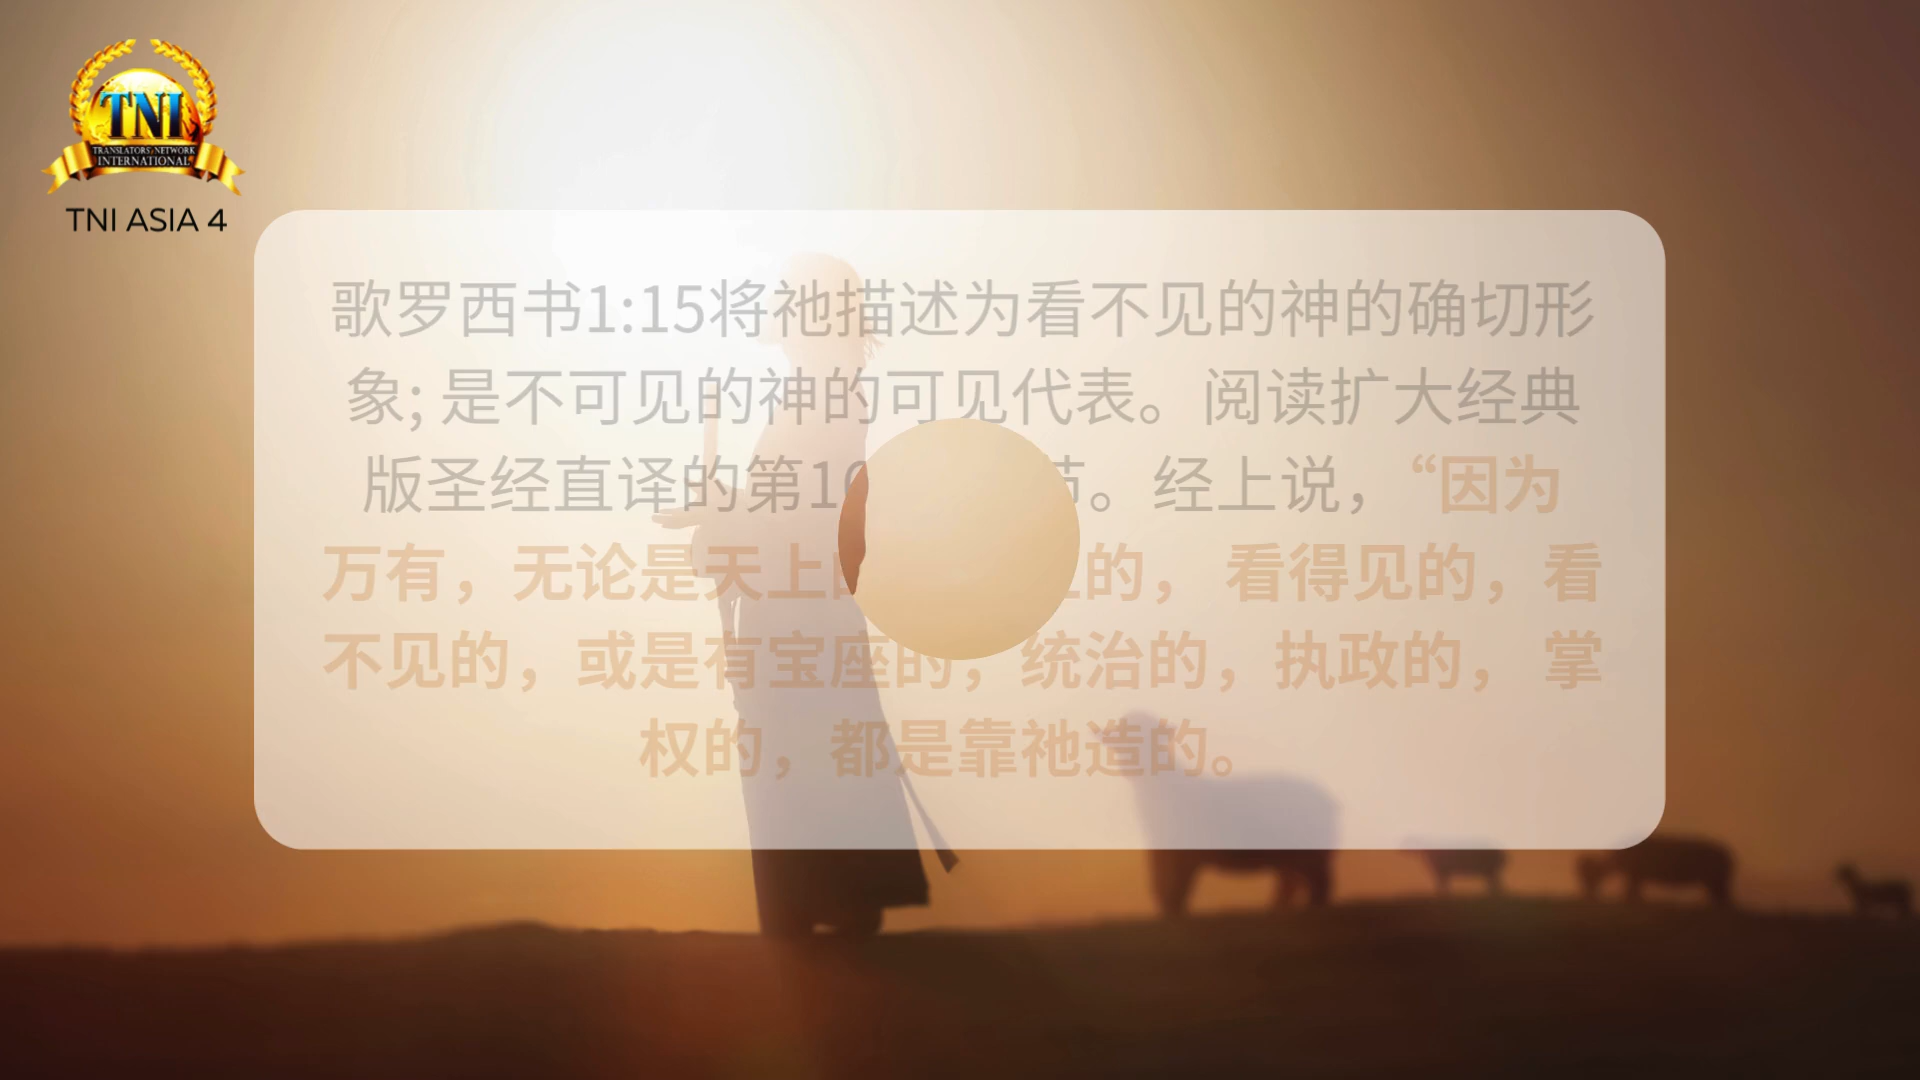 TNI
TRANSLATORS' NETWORK
INTERNATIONAL
TNI ASIA 4
歌罗西书1:15将祂描述为看不见的神的确切形
象; 是不可见的神的可见代表。阅读扩大经典
版圣经直译的第1 。经上说，“因为
万有，无论是天上 的， 看得见的，看
不见的，或是有宝座的，统治的，执政的， 掌
权的，都是靠祂造的。